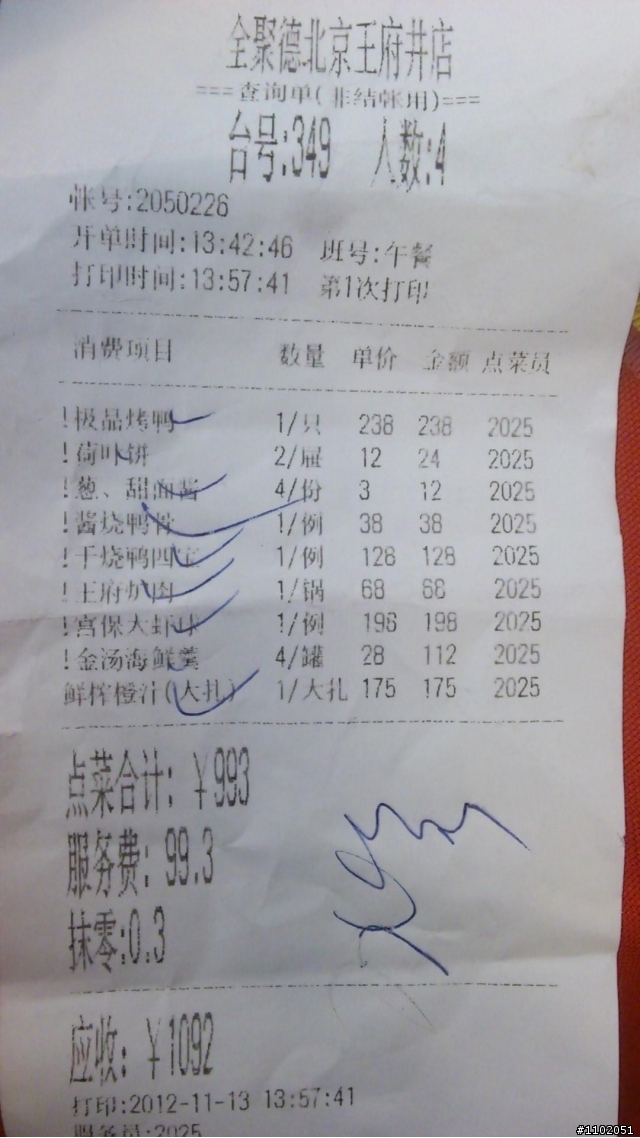 全聚德北京王府井店
===查询单(非结帐用)===
台号:349 人数:4
帐号:2050226
开单时间:13:42:46 班号:午餐
打印时间:13:57:41 第1次打印
消费项目 数量 单价 金额 点菜员
!极品烤鸭 1/只 238 238 2025
!荷叶饼 2/屉 12 24 2025
!葱、甜面酱 4/份 3 12 2025
!酱烧鸭骨 1/例 38 38 2025
!干烧鸭四宝 1/例 128 128 2025
!王府炉肉 1/锅 68 68 2025
!宫保大虾球 1/例 198 198 2025
!金汤海鲜羹 4/罐 28 112 2025
鲜榨橙汁(大扎) 1/大扎 175 175 2025
点菜合计: ¥993
服务费: 99.3
抹零:0.3
应收: ¥1092
打印:2012-11-13 13:57:41
服务员:2025
#1102051